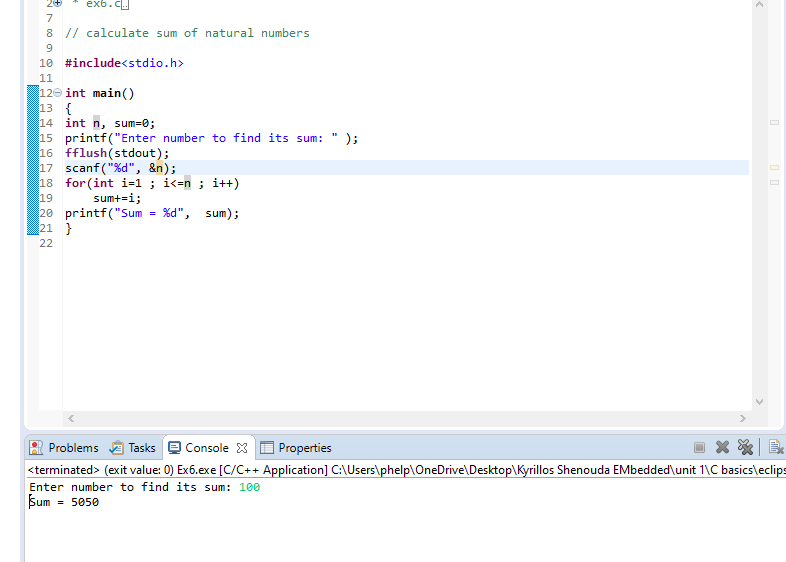 2 * ex6.c
7
8 // calculate sum of natural numbers
9
10 #include<stdio.h>
11
12 int main()
13 {
14 int n, sum=0;
15 printf("Enter number to find its sum: " );
16 fflush(stdout);
17 scanf("%d", &n);
18 for(int i=1 ; i<=n ; i++)
19     sum+=i;
20 printf("Sum = %d",  sum);
21 }
22
Problems Tasks Console Properties
<terminated> (exit value: 0) Ex6.exe [C/C++ Application] C:\Users\phelp\OneDrive\Desktop\Kyrillos Shenouda EMbedded\unit 1\C basics\eclips
Enter number to find its sum: 100
Sum = 5050